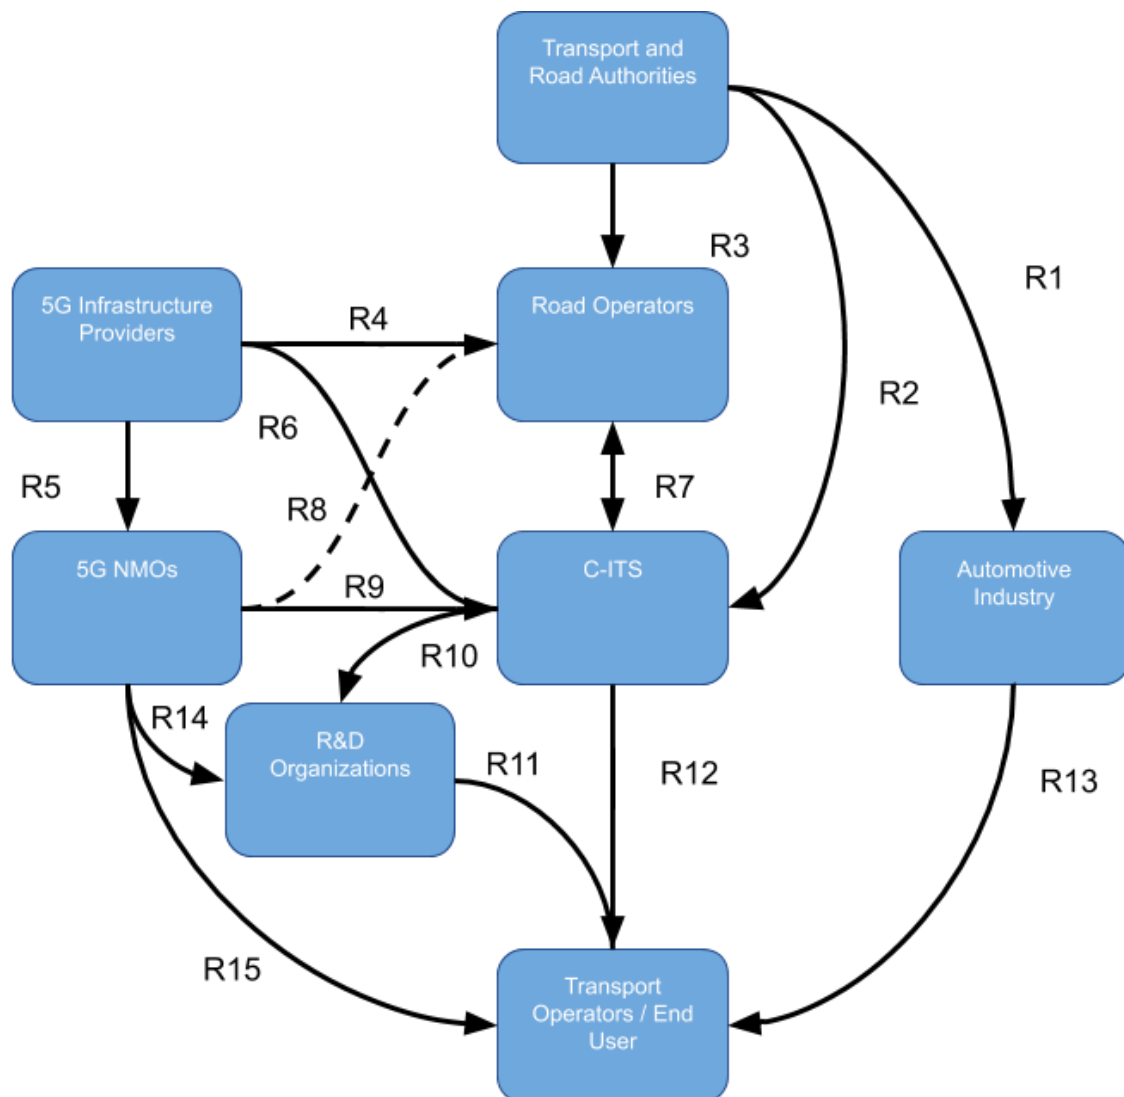 Transport and
Road Authorities
R3
R1
5G Infrastructure
Providers
R4
Road Operators
R2
R6
R5
R8
R7
5G NMOs
R9
C-ITS
Automotive
Industry
R10
R14
R&D
Organizations
R11
R12
R13
R15
Transport
Operators / End
User